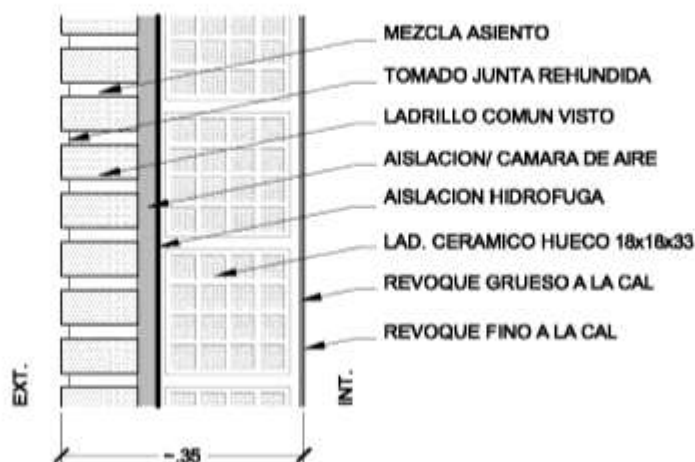 MEZCLA ASIENTO
TOMADO JUNTA REHUNDIDA
LADRILLO COMUN VISTO
AISLACION/ CAMARA DE AIRE
AISLACION HIDROFUGA
LAD. CERAMICO HUECO 18x18x33
REVOQUE GRUESO A LA CAL
REVOQUE FINO A LA CAL
EXT.
INT.
~.35